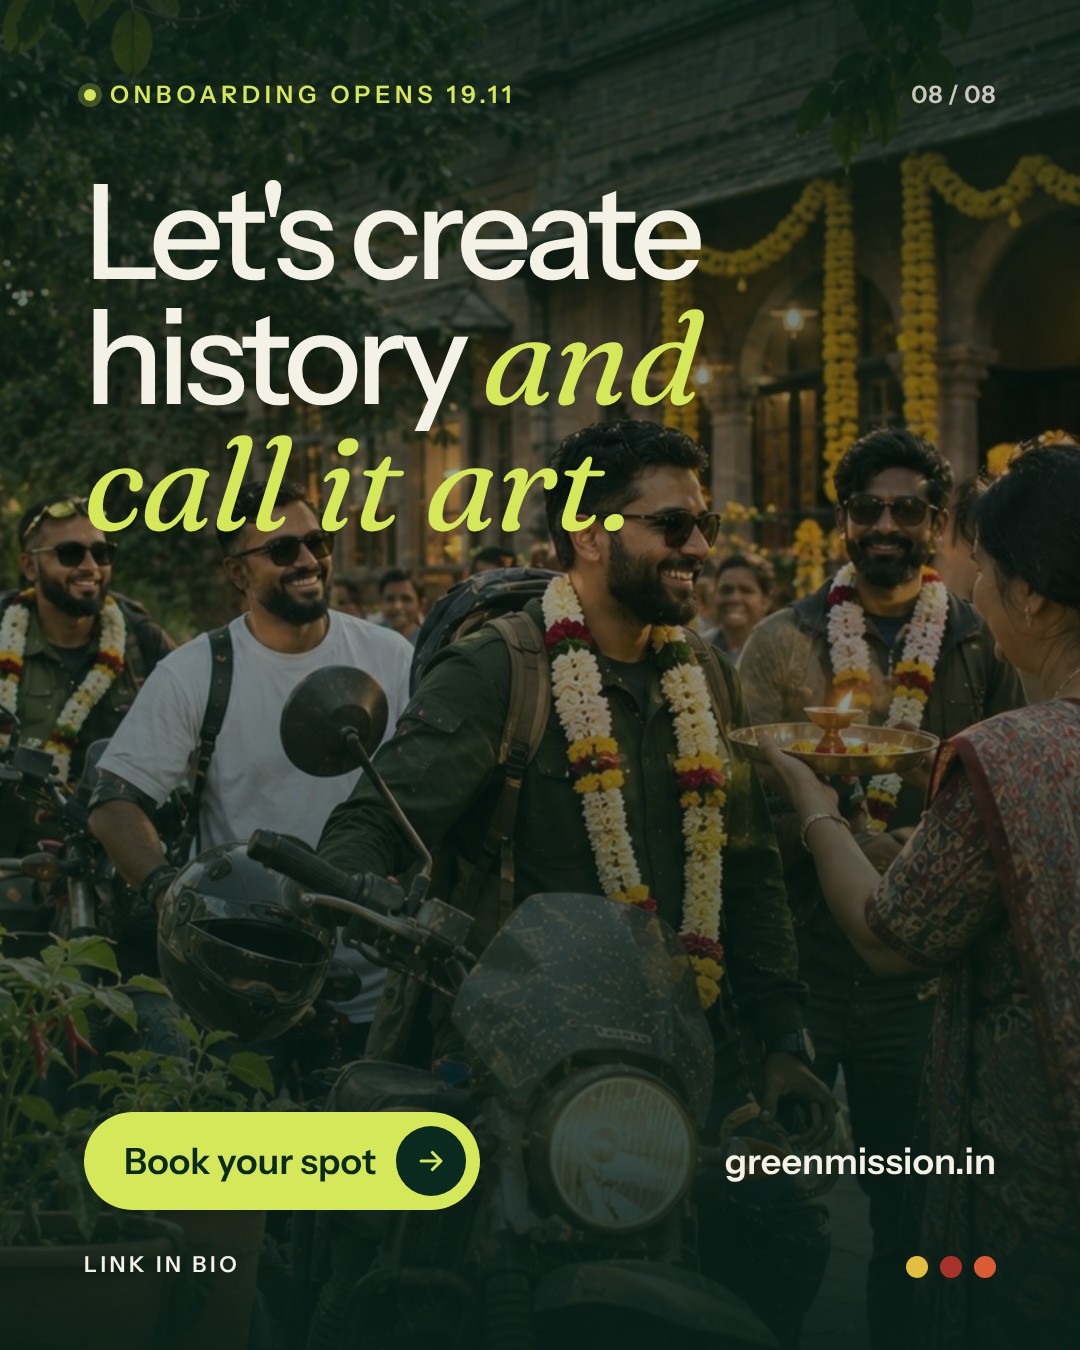 ONBOARDING OPENS 19.11
08 / 08
Let's create
history and
call it art.
Book your spot →
greenmission.in
LINK IN BIO